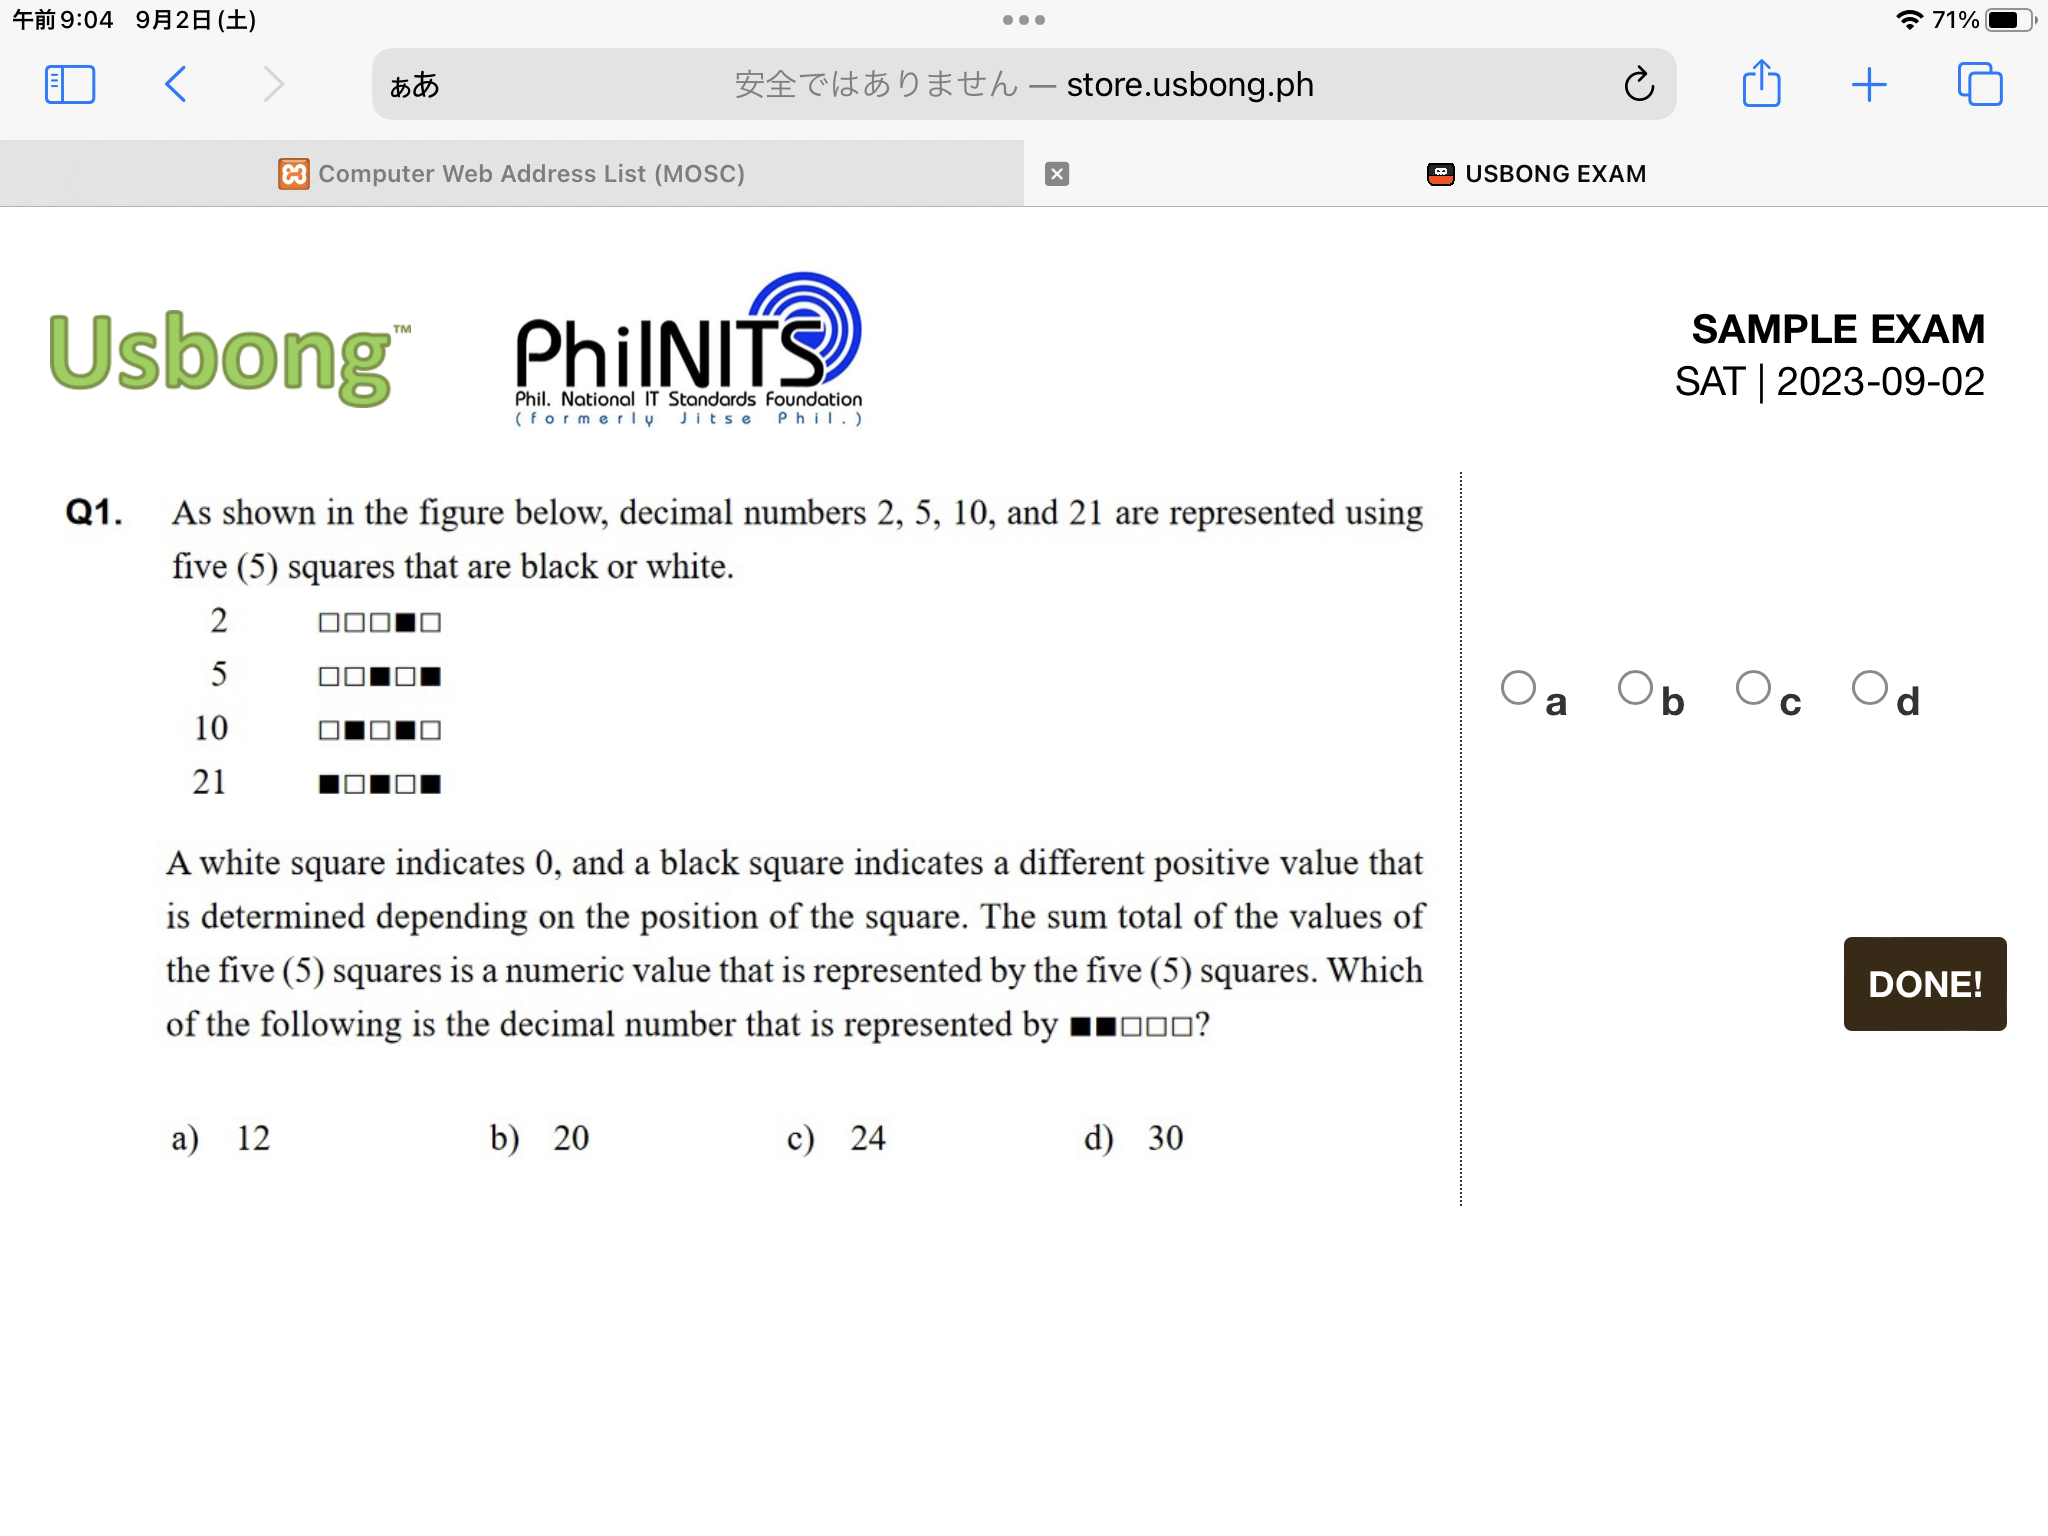 午前9:04 9月2日(土)
71%
ぁあ
安全ではありません — store.usbong.ph
Computer Web Address List (MOSC)
USBONG EXAM
Usbong™
PhilNITS
Phil. National IT Standards Foundation
(formerly Jitse Phil.)
SAMPLE EXAM
SAT | 2023-09-02
Q1. As shown in the figure below, decimal numbers 2, 5, 10, and 21 are represented using
five (5) squares that are black or white.
2 □□□■□
5 □□■□■
10 □■□■□
21 ■□■□■
A white square indicates 0, and a black square indicates a different positive value that
is determined depending on the position of the square. The sum total of the values of
the five (5) squares is a numeric value that is represented by the five (5) squares. Which
of the following is the decimal number that is represented by ■■□□□?
a) 12 b) 20 c) 24 d) 30
a b c d
DONE!